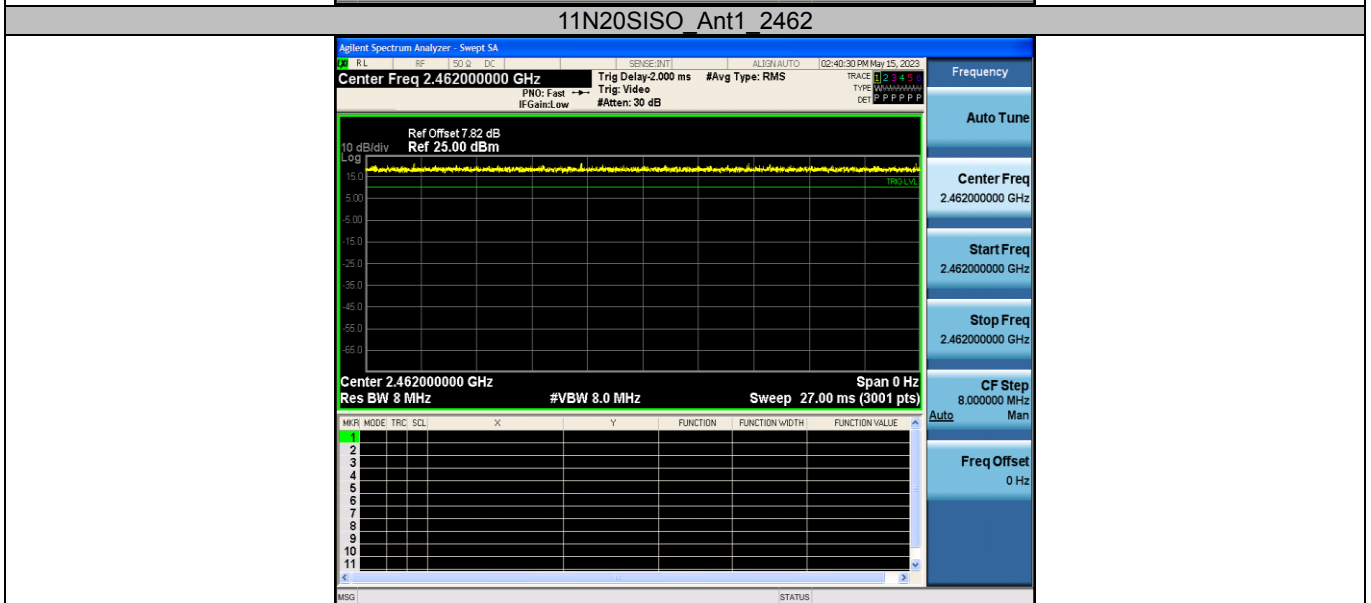 11N20SISO_Ant1_2462
Agilent Spectrum Analyzer - Swept SA
RL RF 50 Ω DC SENSE:INT ALIGN AUTO 02:40:30 PM May 15, 2023
Center Freq 2.462000000 GHz
Trig Delay-2.000 ms #Avg Type: RMS
TRACE 1 2 3 4 5 6
PNO: Fast Trig: Video
TYPE WWWWWW
IFGain:Low #Atten: 30 dB
DET P P P P P P
Ref Offset 7.82 dB
10 dB/div Ref 25.00 dBm
Log
15.0
TRIG LVL
5.00
-5.00
-15.0
-25.0
-35.0
-45.0
-55.0
-65.0
Center 2.462000000 GHz Span 0 Hz
Res BW 8 MHz #VBW 8.0 MHz Sweep 27.00 ms (3001 pts)
MKR MODE TRC SCL X Y FUNCTION FUNCTION WIDTH FUNCTION VALUE
1
2
3
4
5
6
7
8
9
10
11
MSG STATUS
Frequency
Auto Tune
Center Freq
2.462000000 GHz
Start Freq
2.462000000 GHz
Stop Freq
2.462000000 GHz
CF Step
8.000000 MHz
Auto Man
Freq Offset
0 Hz